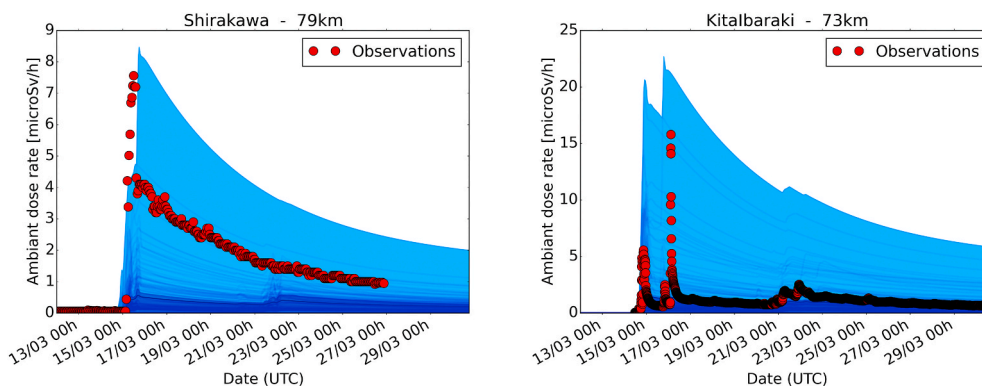 Shirakawa - 79km
Ambiant dose rate [microSv/h]
9
8
7
6
5
4
3
2
1
0
Observations
13/03 00h
15/03 00h
17/03 00h
19/03 00h
21/03 00h
23/03 00h
25/03 00h
27/03 00h
29/03 00h
Date (UTC)
KitaIbaraki - 73km
Ambiant dose rate [microSv/h]
25
20
15
10
5
0
Observations
13/03 00h
15/03 00h
17/03 00h
19/03 00h
21/03 00h
23/03 00h
25/03 00h
27/03 00h
29/03 00h
Date (UTC)